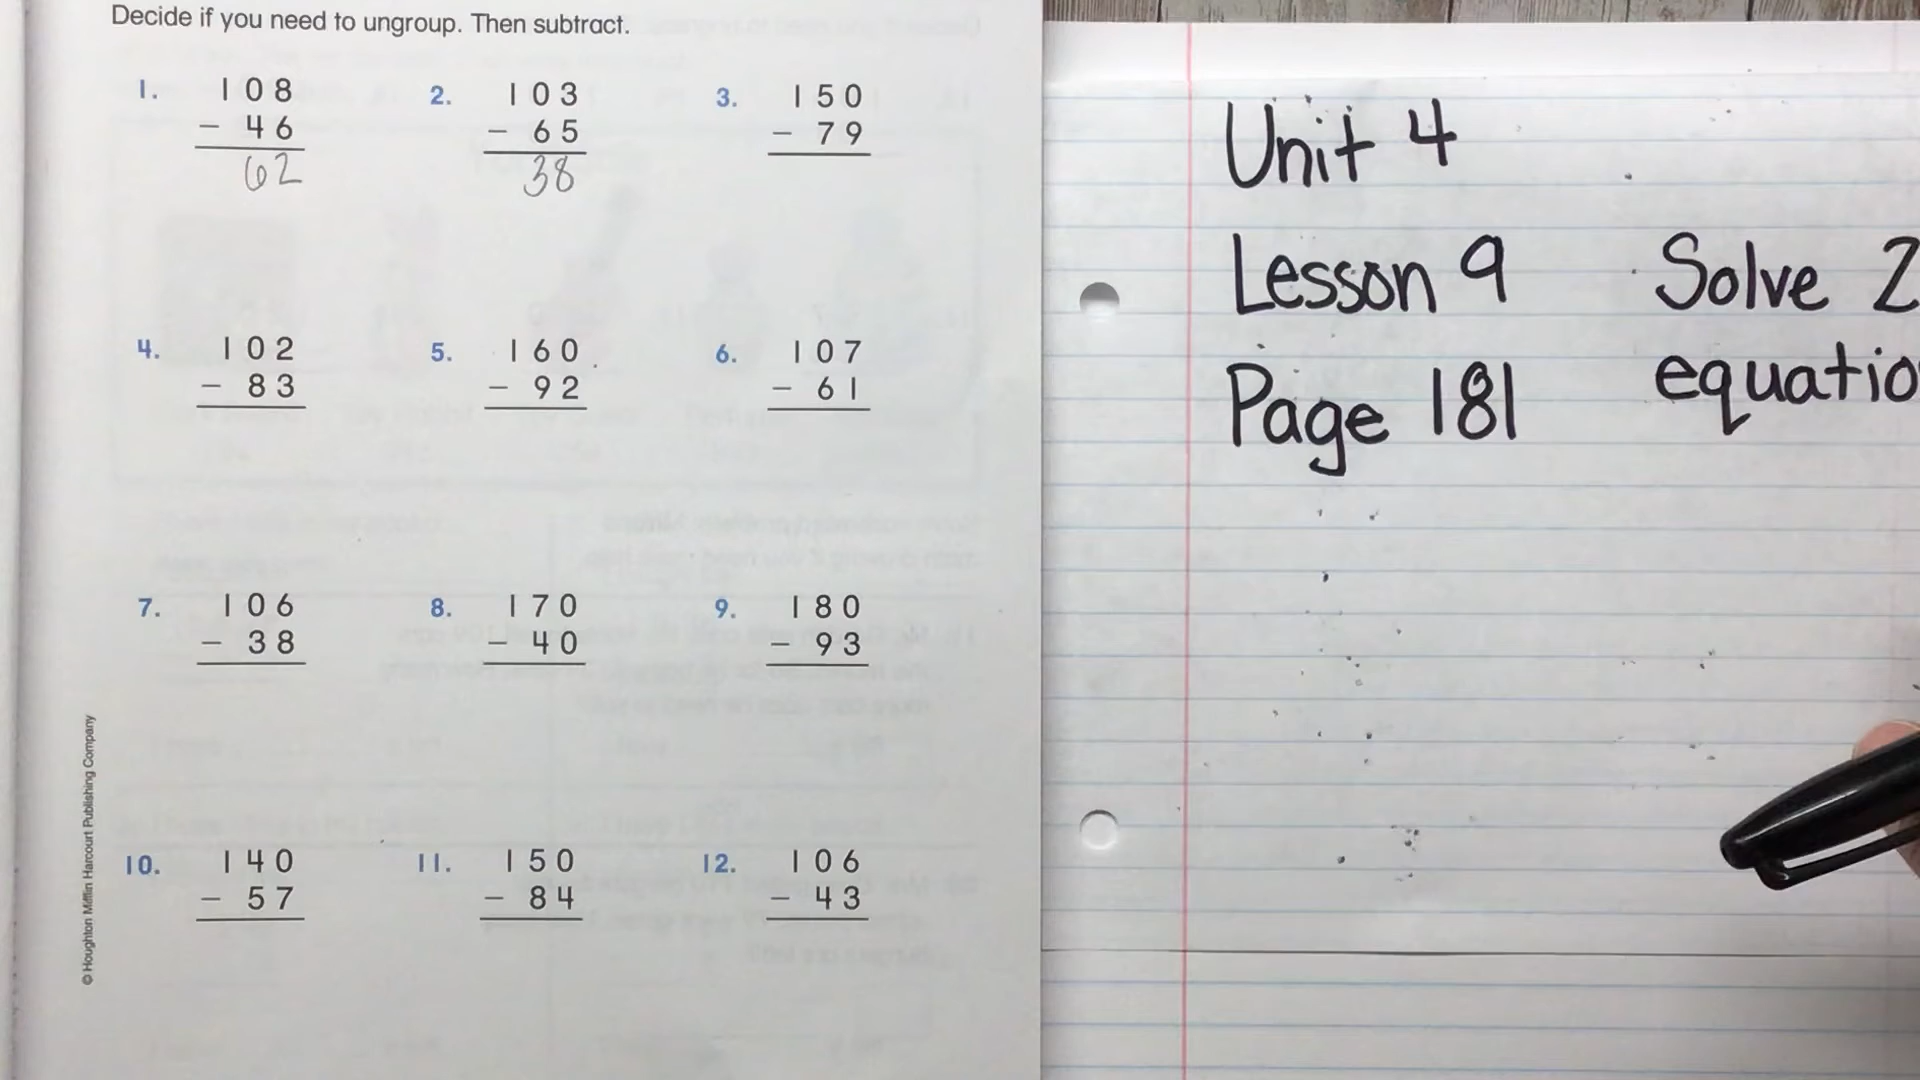 Decide if you need to ungroup. Then subtract.
1. 108 2. 103 3. 150
- 46 - 65 - 79
62 38
4. 102 5. 160 6. 107
- 83 - 92 - 61
7. 106 8. 170 9. 180
- 38 - 40 - 93
10. 140 11. 150 12. 106
- 57 - 84 - 43
© Houghton Mifflin Harcourt Publishing Company
Unit 4
Lesson 9 Solve 2
Page 181 equatio